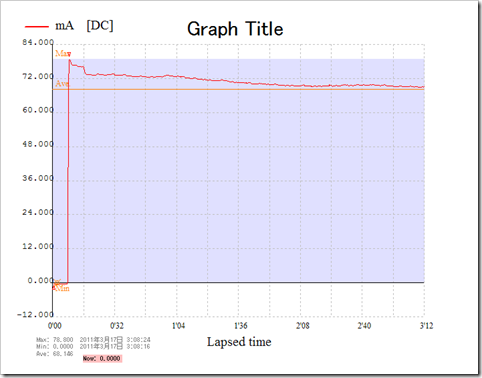 mA [DC]
Graph Title
84.000
Max
72.000
Ave
60.000
48.000
36.000
24.000
12.000
0.000
Min
-12.000
0'00 0'32 1'04 1'36 2'08 2'40 3'12
Lapsed time
Max: 78.800 2011年3月17日 3:08:24
Min: 0.0000 2011年3月17日 3:08:16
Ave: 68.146
Now: 0.0000